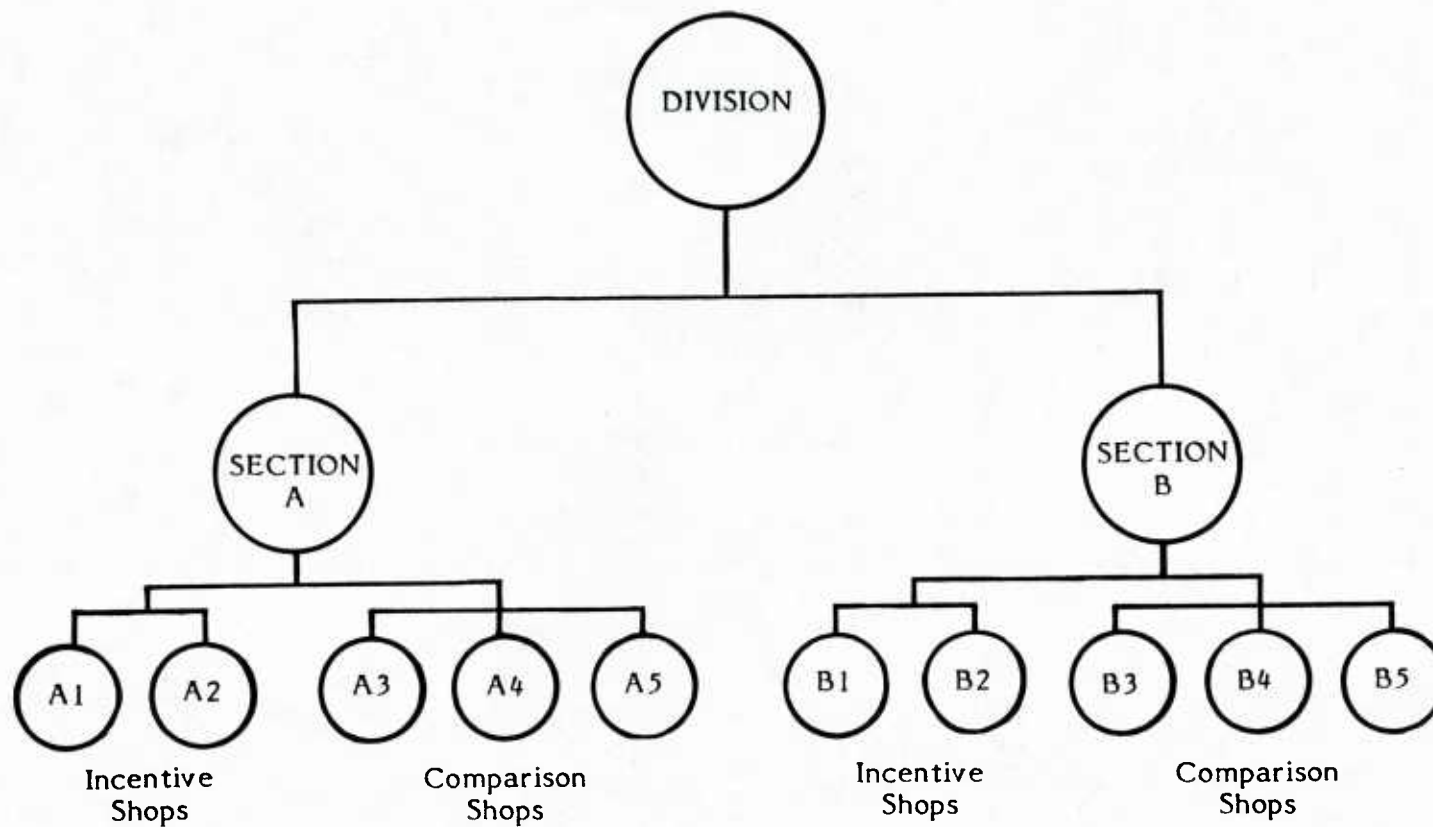 DIVISION
SECTION
A
SECTION
B
A1
A2
A3
A4
A5
B1
B2
B3
B4
B5
Incentive
Shops
Comparison
Shops
Incentive
Shops
Comparison
Shops